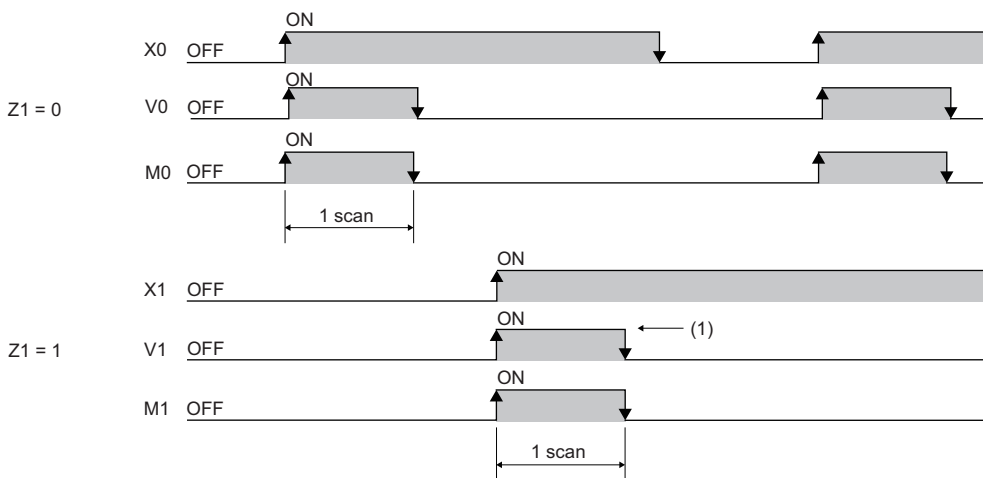 ON
X0 OFF
ON
Z1 = 0 V0 OFF
ON
M0 OFF
1 scan
ON
X1 OFF
ON
(1)
Z1 = 1 V1 OFF
ON
M1 OFF
1 scan